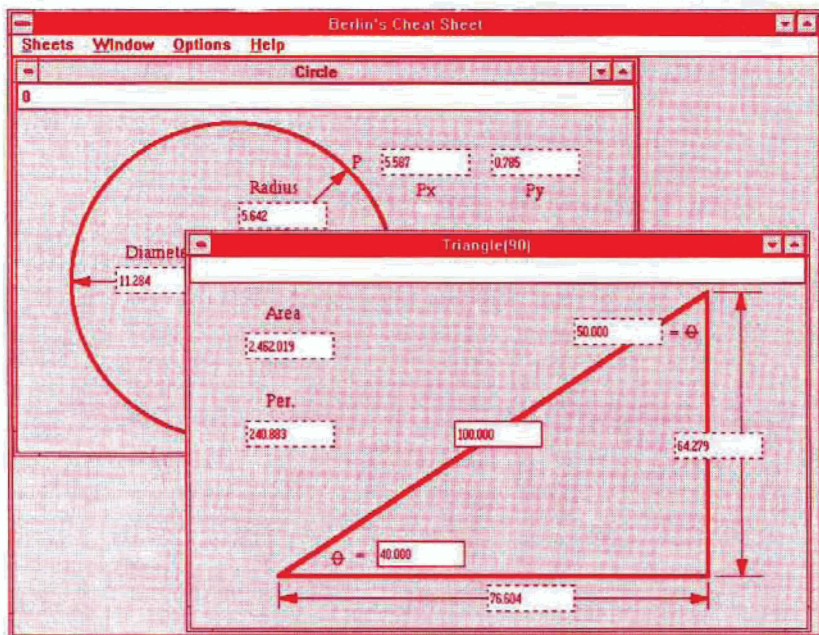 Berlin's Cheat Sheet
Sheets Window Options Help
Circle
0
P 5.587 0.785
Px Py
Radius
5.642
Diamete
11.284
Triangle(90)
Area
2,462.019
Per.
240.883
50.000 = θ
100.000
64.279
θ = 40.000
76.604